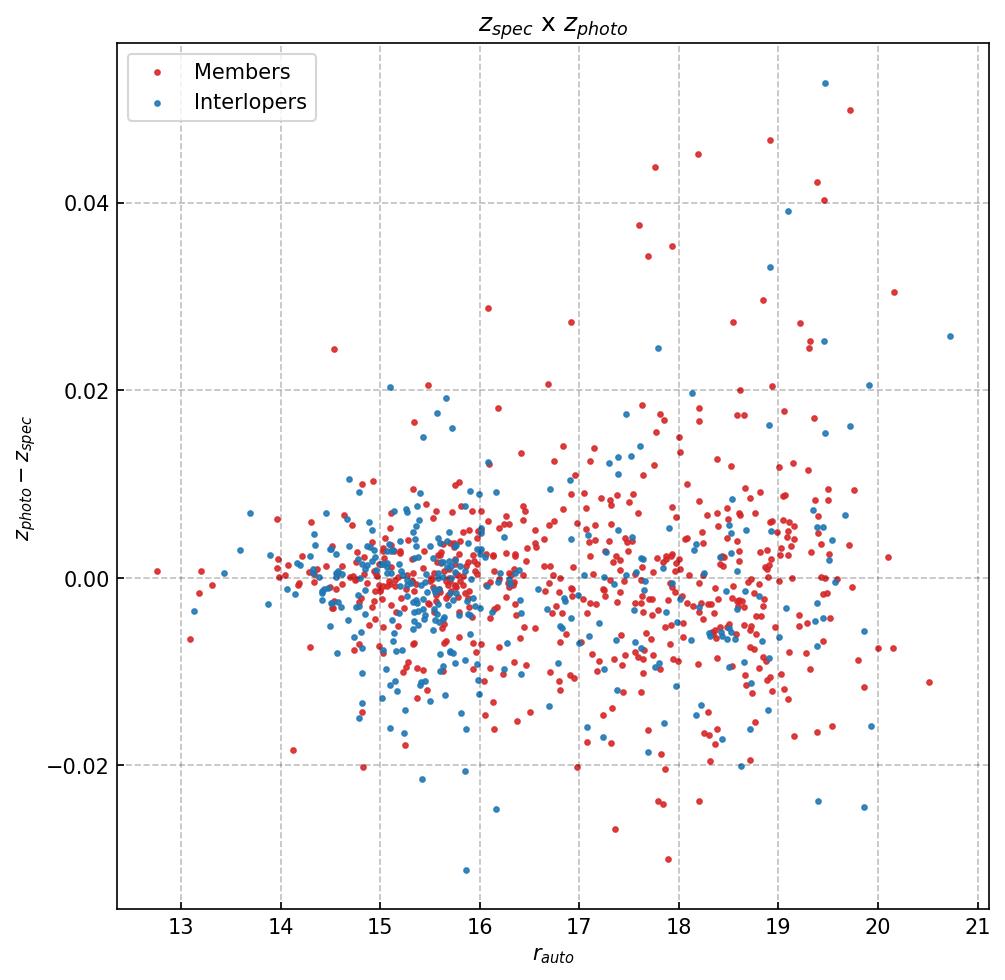 z_spec x z_photo
Members
Interlopers
z_photo − z_spec
0.04
0.02
0.00
−0.02
13 14 15 16 17 18 19 20 21
r_auto